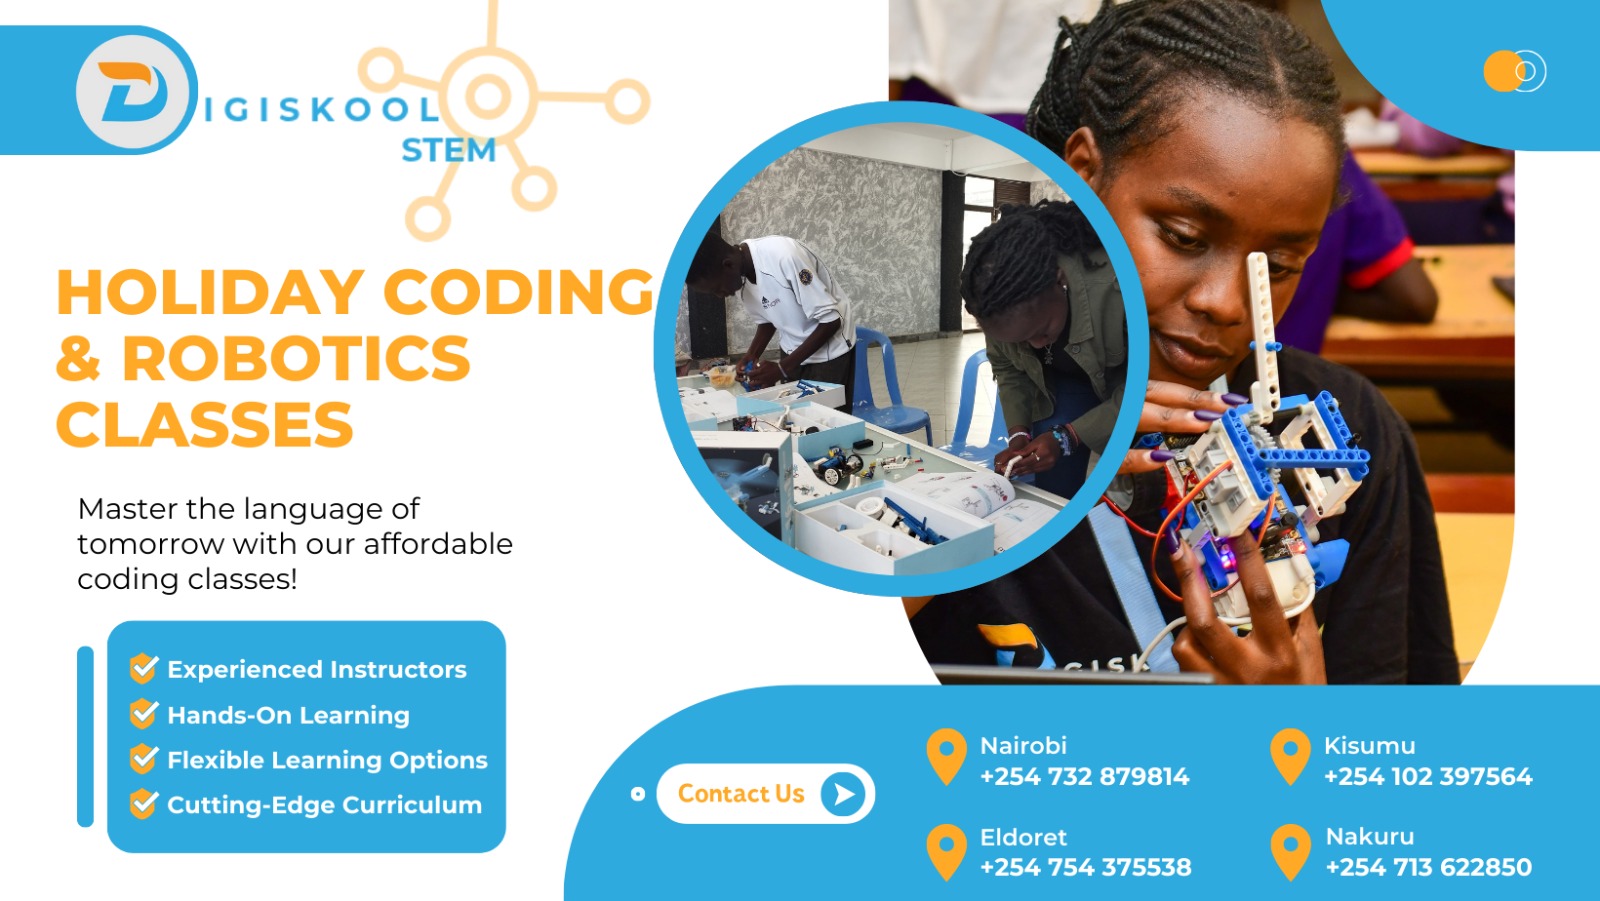 DIGISKOOL
STEM
HOLIDAY CODING
& ROBOTICS
CLASSES
Master the language of
tomorrow with our affordable
coding classes!
Experienced Instructors
Hands-On Learning
Flexible Learning Options
Cutting-Edge Curriculum
GISK
Contact Us
Nairobi
+254 732 879814
Kisumu
+254 102 397564
Eldoret
+254 754 375538
Nakuru
+254 713 622850